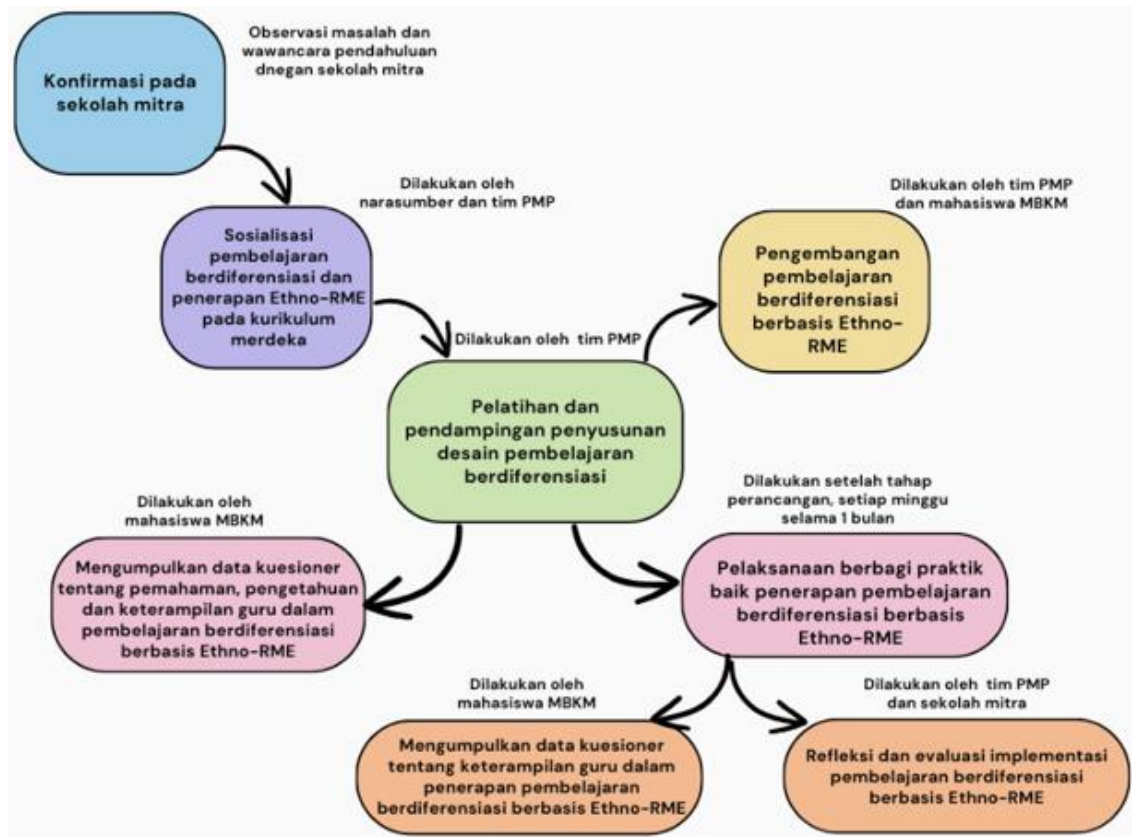 Observasi masalah dan
wawancara pendahuluan
dnegan sekolah mitra
Konfirmasi pada
sekolah mitra
Dilakukan oleh
narasumber dan tim PMP
Sosialisasi
pembelajaran
berdiferensiasi dan
penerapan Ethno-RME
pada kurikulum
merdeka
Dilakukan oleh tim PMP
dan mahasiswa MBKM
Pengembangan
pembelajaran
berdiferensiasi
berbasis Ethno-
RME
Dilakukan oleh  tim PMP
Pelatihan dan
pendampingan penyusunan
desain pembelajaran
berdiferensiasi
Dilakukan oleh
mahasiswa MBKM
Mengumpulkan data kuesioner
tentang pemahaman, pengetahuan
dan keterampilan guru dalam
pembelajaran berdiferensiasi
berbasis Ethno-RME
Dilakukan setelah tahap
perancangan, setiap minggu
selama 1 bulan
Pelaksanaan berbagi praktik
baik penerapan pembelajaran
berdiferensiasi berbasis
Ethno-RME
Dilakukan oleh
mahasiswa MBKM
Mengumpulkan data kuesioner
tentang keterampilan guru dalam
penerapan pembelajaran
berdiferensiasi berbasis Ethno-RME
Dilakukan oleh  tim PMP
dan sekolah mitra
Refleksi dan evaluasi implementasi
pembelajaran berdiferensiasi
berbasis Ethno-RME